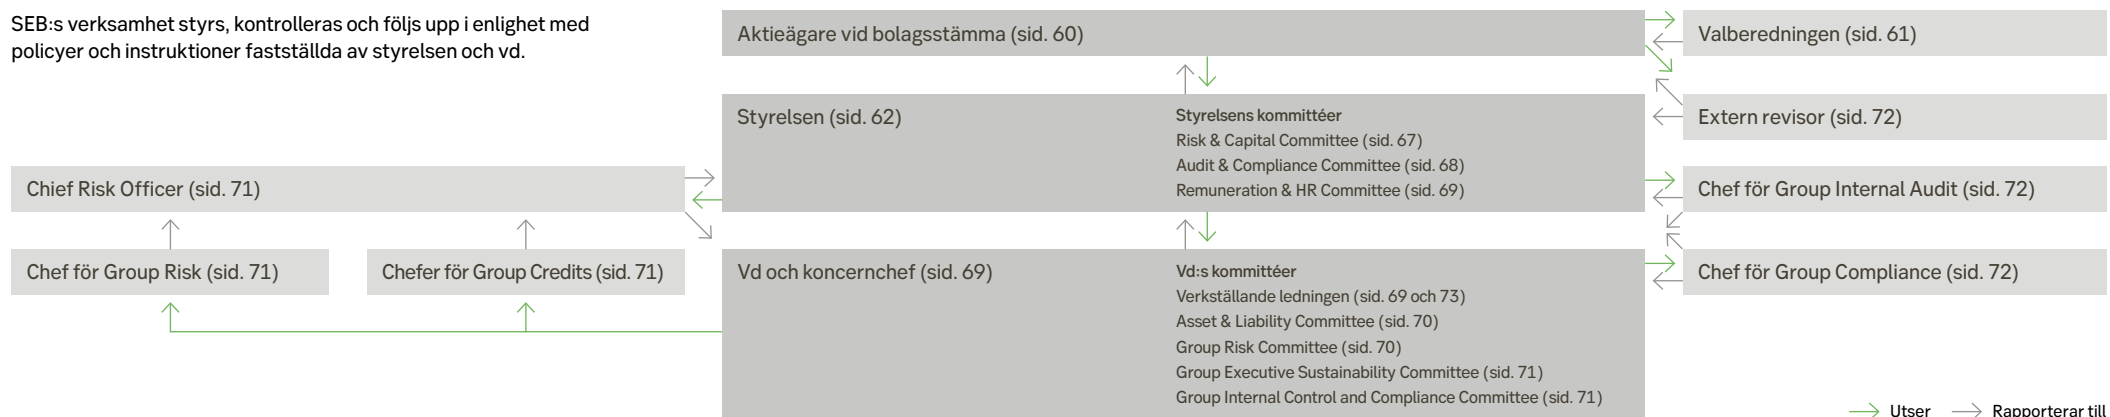 SEB:s verksamhet styrs, kontrolleras och följs upp i enlighet med
policyer och instruktioner fastställda av styrelsen och vd.
Aktieägare vid bolagsstämma (sid. 60)
Valberedningen (sid. 61)
Styrelsen (sid. 62)
Styrelsens kommittéer
Risk & Capital Committee (sid. 67)
Audit & Compliance Committee (sid. 68)
Remuneration & HR Committee (sid. 69)
Extern revisor (sid. 72)
Chief Risk Officer (sid. 71)
Chef för Group Internal Audit (sid. 72)
Chef för Group Risk (sid. 71)
Chefer för Group Credits (sid. 71)
Vd och koncernchef (sid. 69)
Vd:s kommittéer
Verkställande ledningen (sid. 69 och 73)
Asset & Liability Committee (sid. 70)
Group Risk Committee (sid. 70)
Group Executive Sustainability Committee (sid. 71)
Group Internal Control and Compliance Committee (sid. 71)
Chef för Group Compliance (sid. 72)
Utser
Rapporterar till